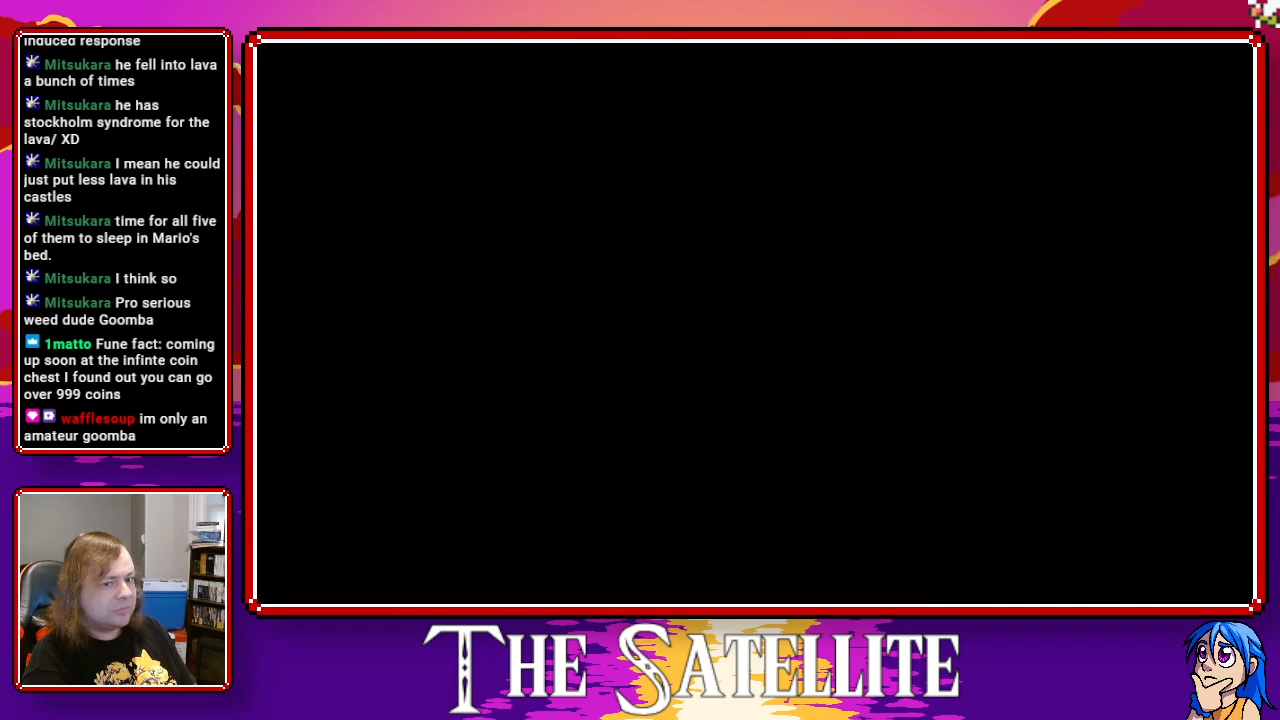 induced response
Mitsukara he fell into lava
a bunch of times
Mitsukara he has
stockholm syndrome for the
lava/ XD
Mitsukara I mean he could
just put less lava in his
castles
Mitsukara time for all five
of them to sleep in Mario's
bed.
Mitsukara I think so
Mitsukara Pro serious
weed dude Goomba
1matto Fune fact: coming
up soon at the infinte coin
chest I found out you can go
over 999 coins
wafflesoup im only an
amateur goomba
THE SATELLITE